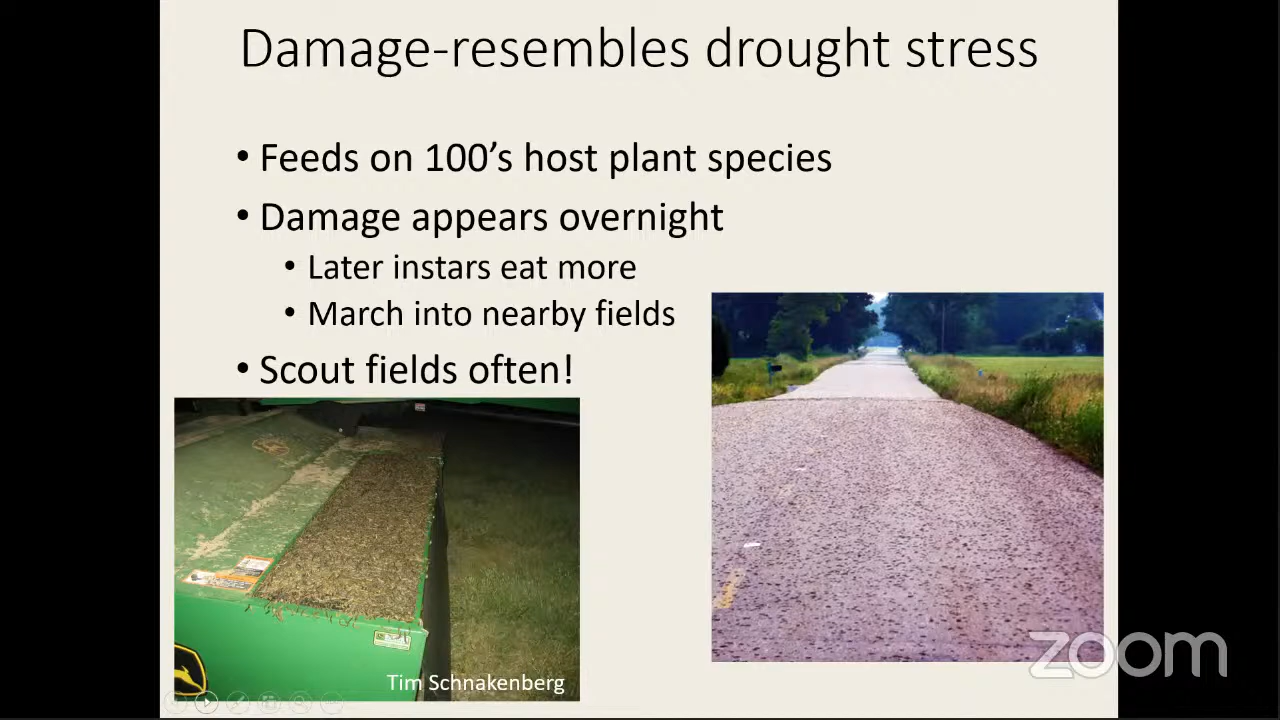 Damage-resembles drought stress
• Feeds on 100’s host plant species
• Damage appears overnight
• Later instars eat more
• March into nearby fields
• Scout fields often!
Tim Schnakenberg
zoom